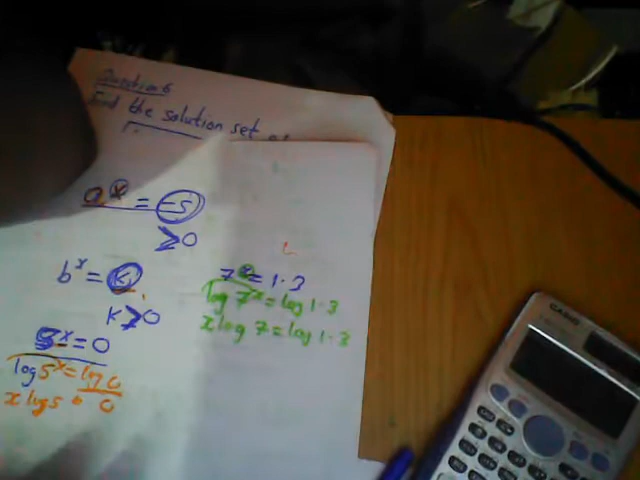 Question 6
Find the solution set
a^x = -5
≥0
b^x = k
k>0
5^x = 0
log 5^x = log 0
x log 5 = 0
7^x = 1.3
log 7^x = log 1.3
x log 7 = log 1.3
CASIO